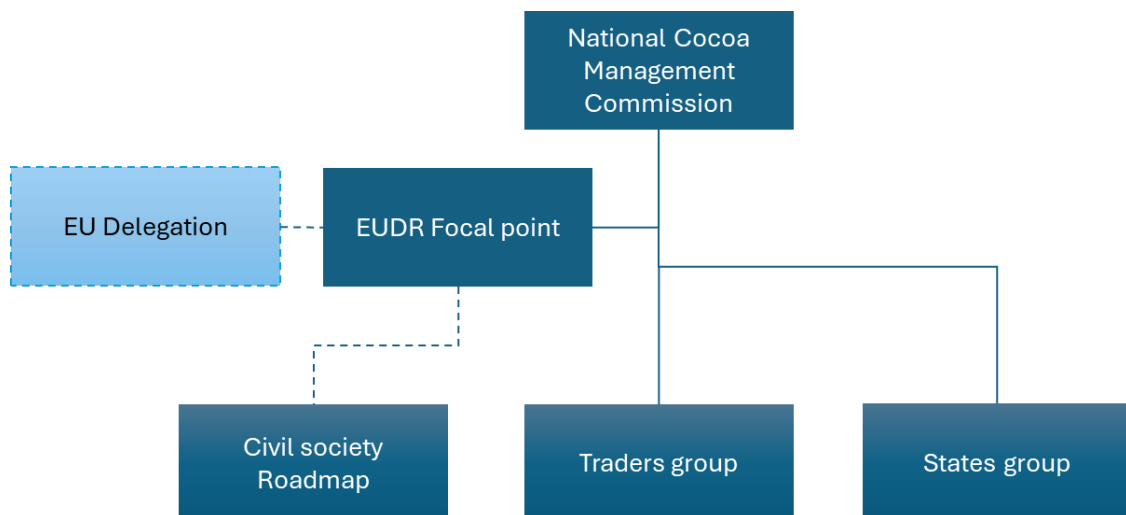 National Cocoa
Management
Commission
EU Delegation
EUDR Focal point
Civil society
Roadmap
Traders group
States group